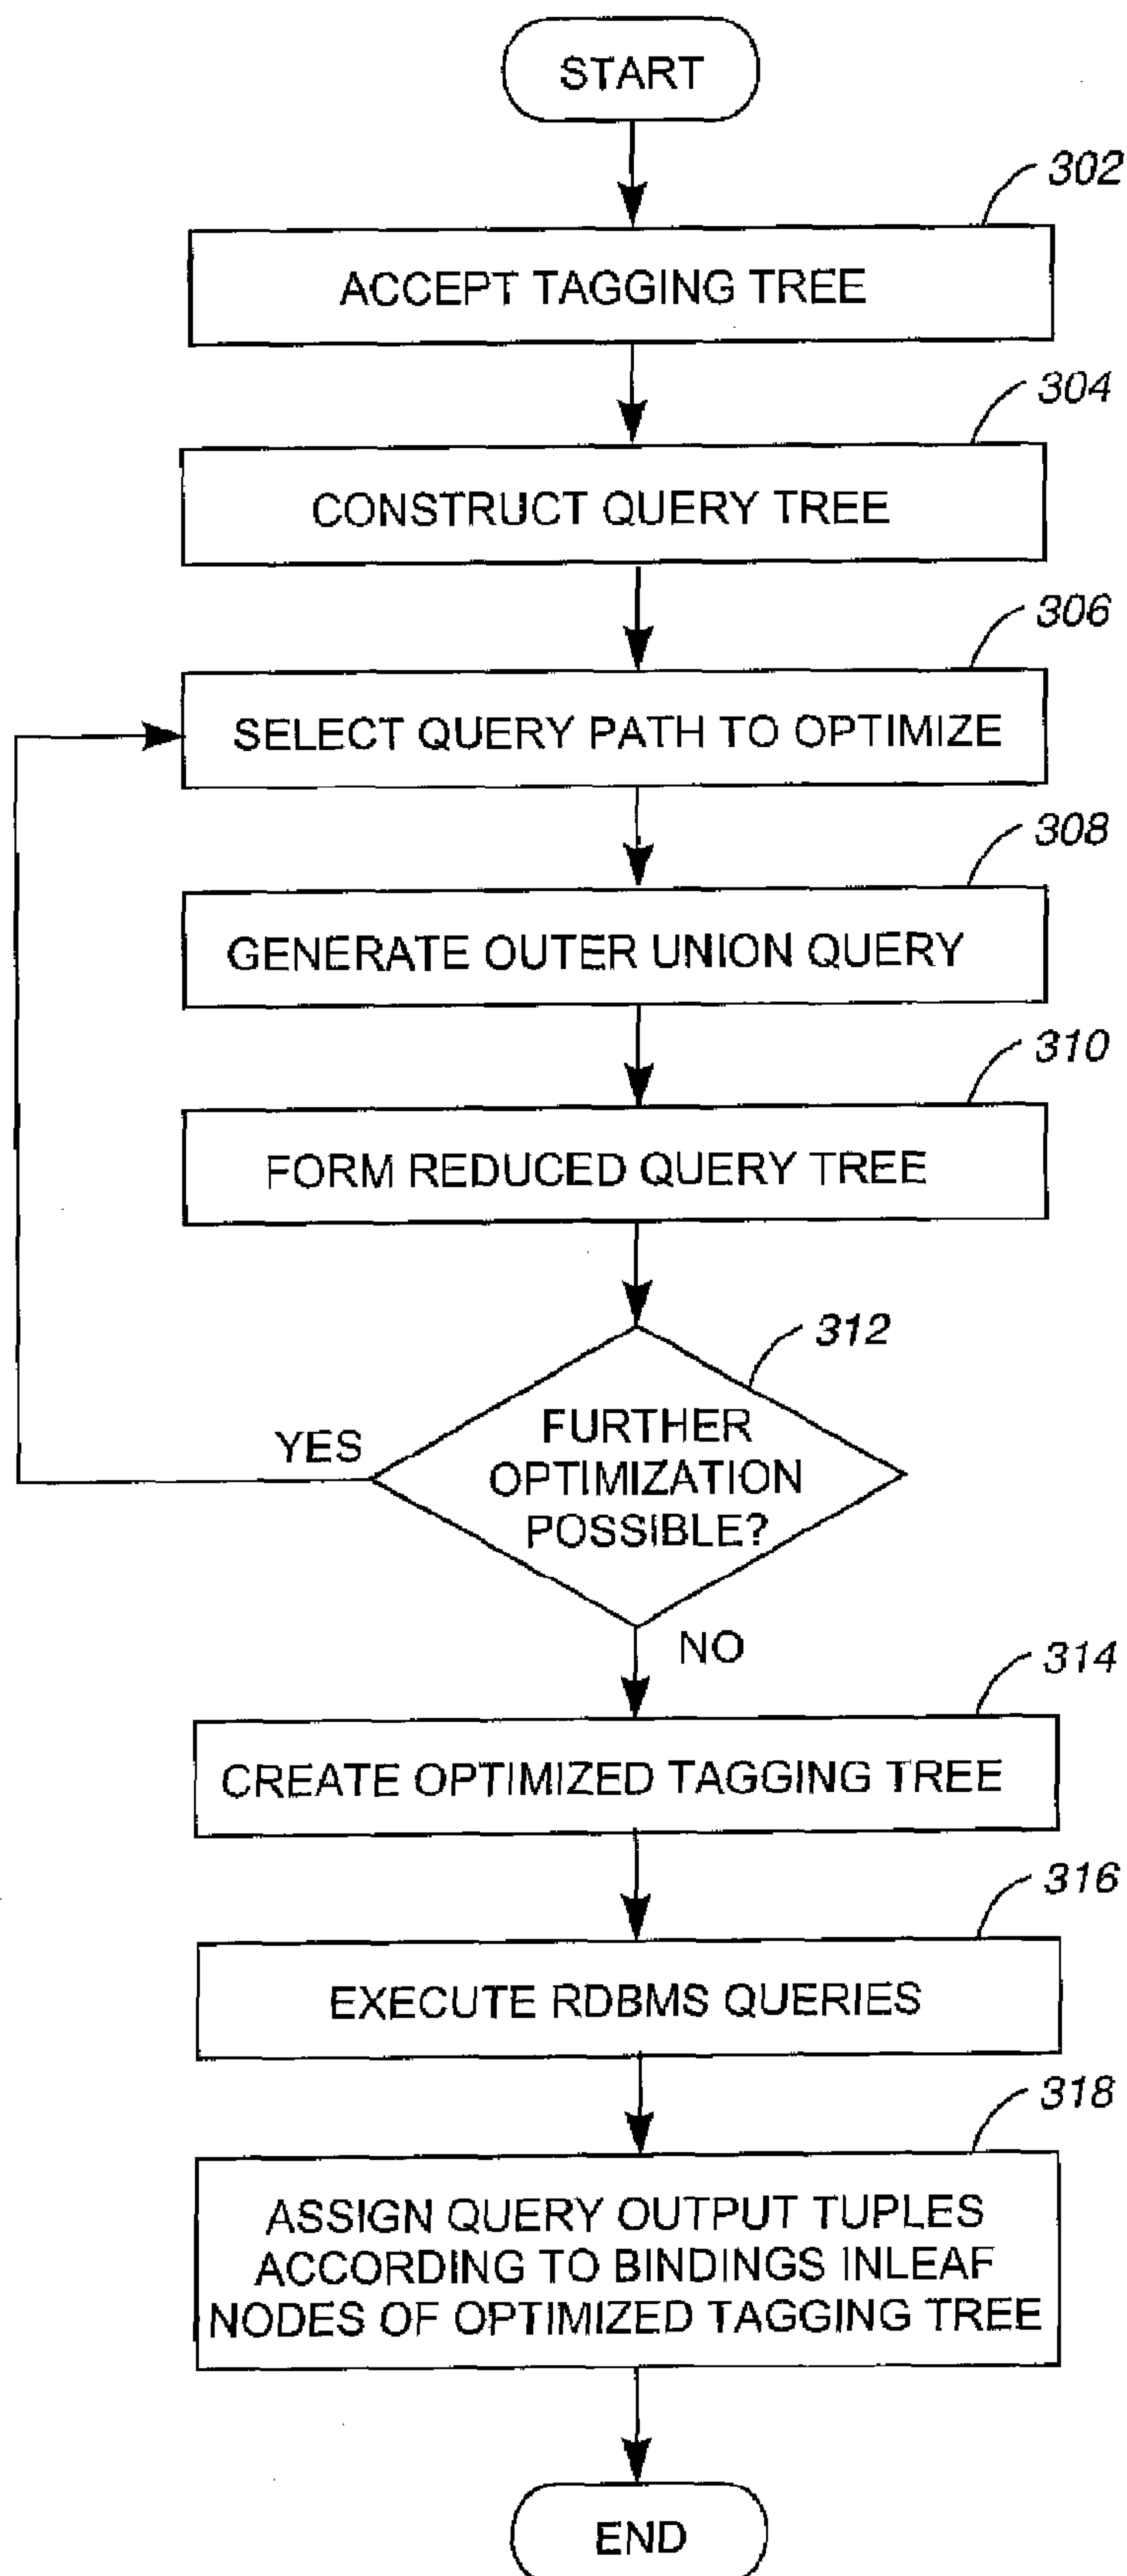 START
302
ACCEPT TAGGING TREE
304
CONSTRUCT QUERY TREE
306
SELECT QUERY PATH TO OPTIMIZE
308
GENERATE OUTER UNION QUERY
310
FORM REDUCED QUERY TREE
312
FURTHER
OPTIMIZATION
POSSIBLE?
YES
NO
314
CREATE OPTIMIZED TAGGING TREE
316
EXECUTE RDBMS QUERIES
318
ASSIGN QUERY OUTPUT TUPLES
ACCORDING TO BINDINGS INLEAF
NODES OF OPTIMIZED TAGGING TREE
END